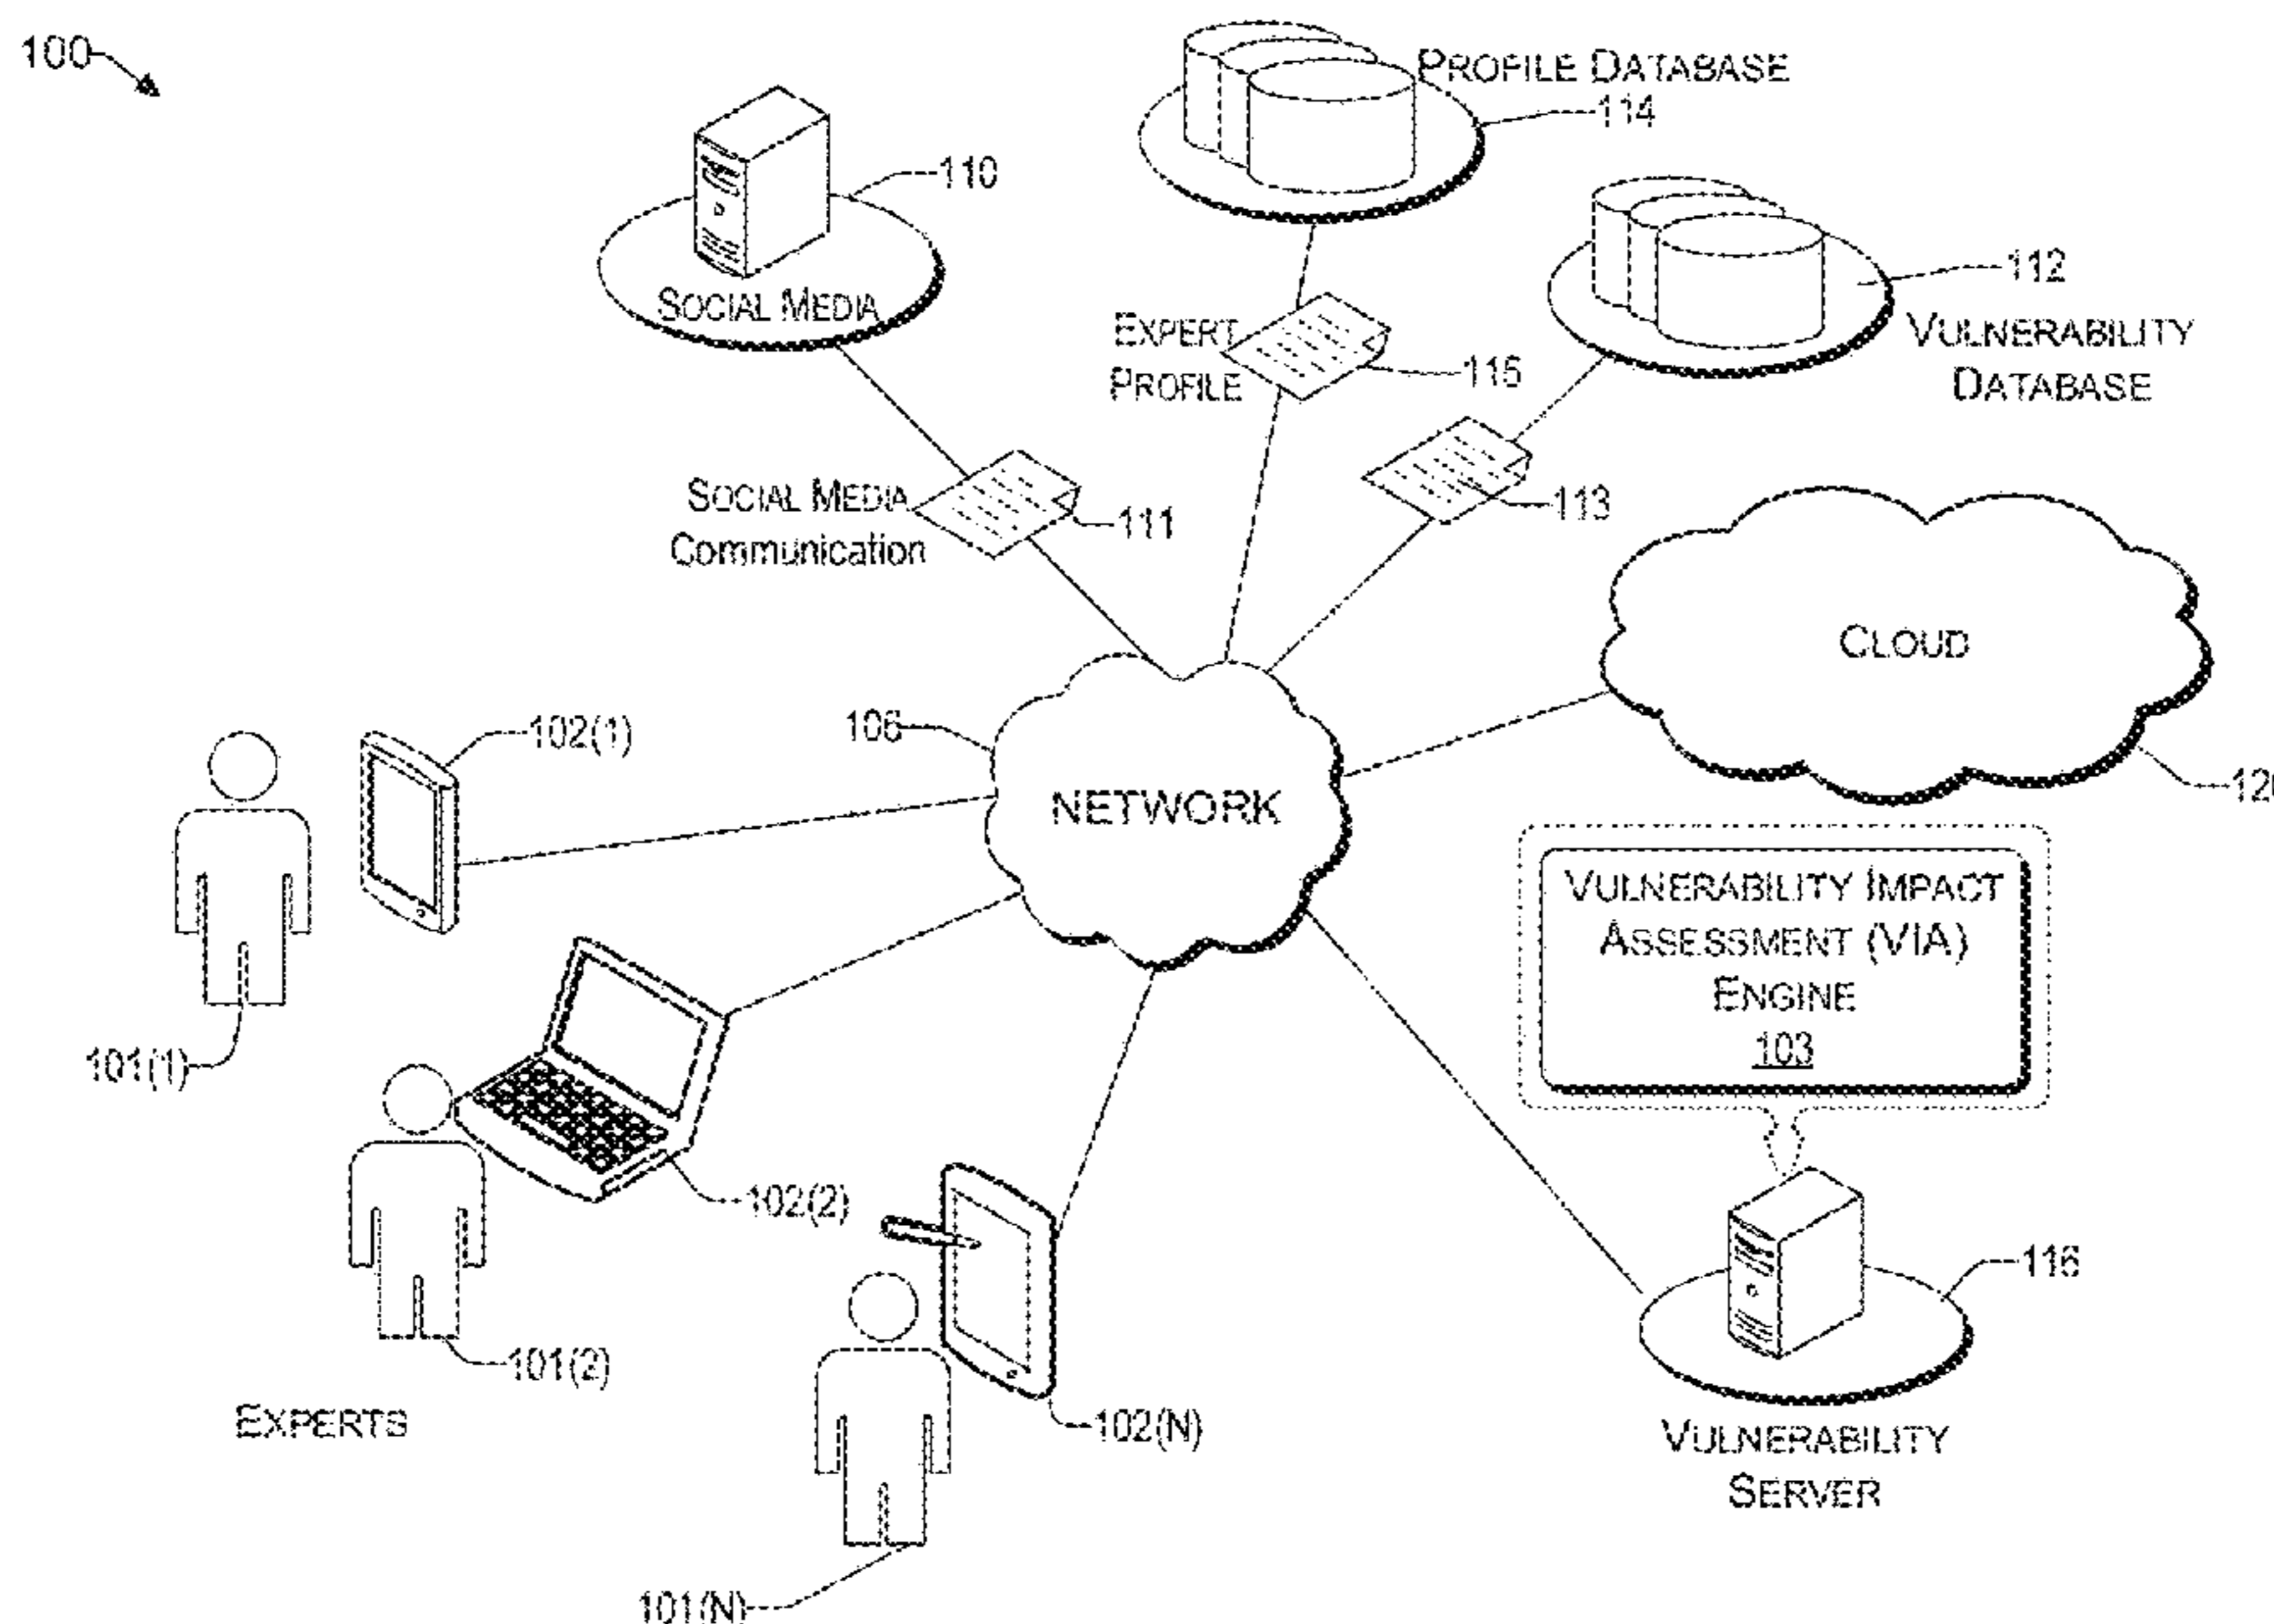 100
PROFILE DATABASE
114
110
112
SOCIAL MEDIA
EXPERT
PROFILE
115
VULNERABILITY
DATABASE
SOCIAL MEDIA
Communication
111
113
CLOUD
106
102(1)
NETWORK
VULNERABILITY IMPACT
ASSESSMENT (VIA)
ENGINE
103
101(1)
102(2)
116
101(2)
EXPERTS
102(N)
VULNERABILITY
SERVER
101(N)